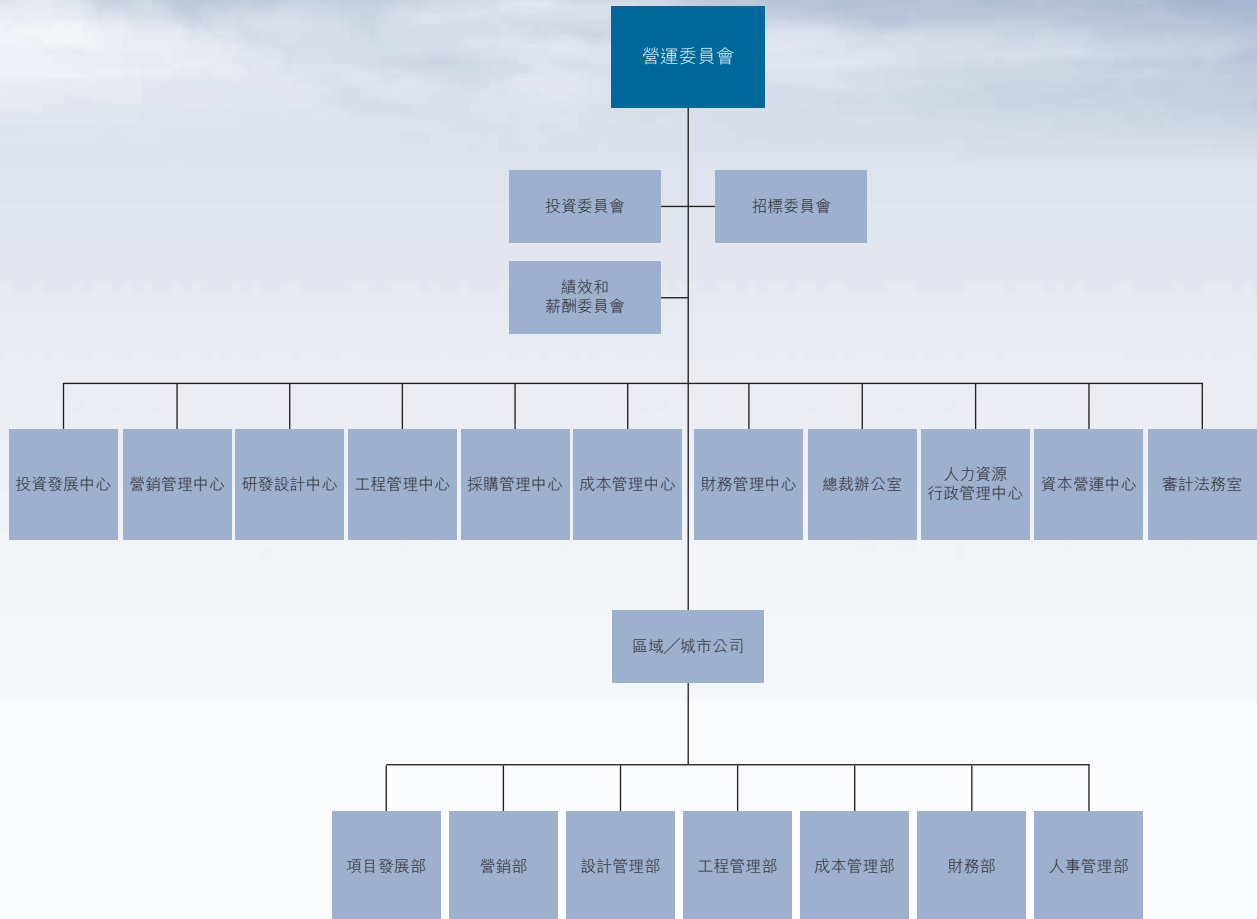 營運委員會
投資委員會
招標委員會
績效和
薪酬委員會
投資發展中心
營銷管理中心
研發設計中心
工程管理中心
採購管理中心
成本管理中心
財務管理中心
總裁辦公室
人力資源
行政管理中心
資本營運中心
審計法務室
區域／城市公司
項目發展部
營銷部
設計管理部
工程管理部
成本管理部
財務部
人事管理部